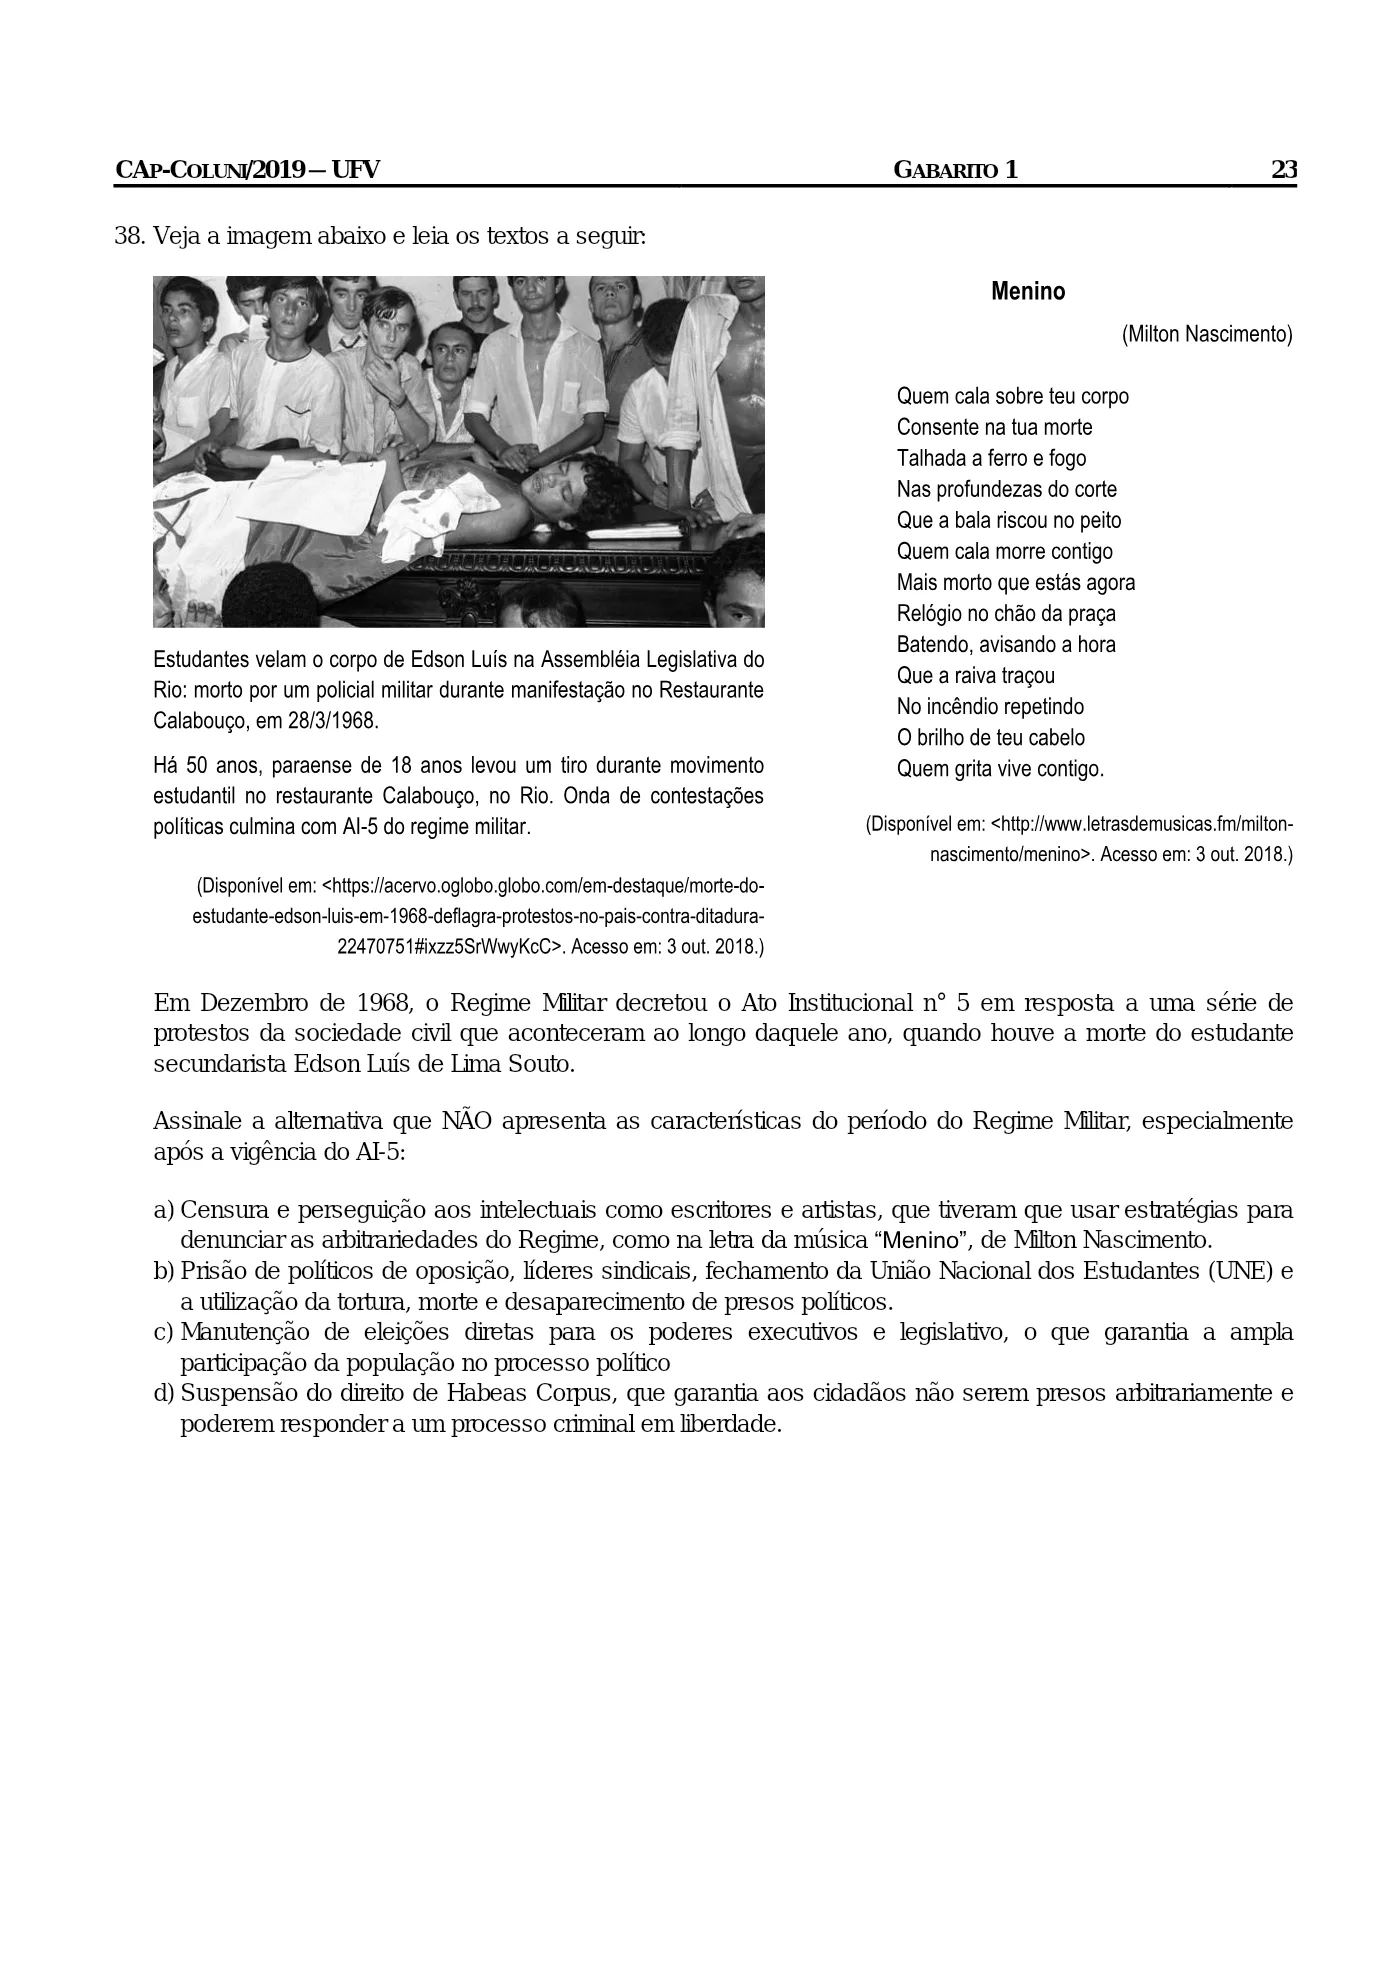 CAP-COLUNI/2019 – UFV GABARITO 1 23
38. Veja a imagem abaixo e leia os textos a seguir:
Estudantes velam o corpo de Edson Luís na Assembléia Legislativa do
Rio: morto por um policial militar durante manifestação no Restaurante
Calabouço, em 28/3/1968.
Há 50 anos, paraense de 18 anos levou um tiro durante movimento
estudantil no restaurante Calabouço, no Rio. Onda de contestações
políticas culmina com AI-5 do regime militar.
(Disponível em: <https://acervo.oglobo.globo.com/em-destaque/morte-do-
estudante-edson-luis-em-1968-deflagra-protestos-no-pais-contra-ditadura-
22470751#ixzz5SrWwyKcC>. Acesso em: 3 out. 2018.)
Menino
(Milton Nascimento)
Quem cala sobre teu corpo
Consente na tua morte
Talhada a ferro e fogo
Nas profundezas do corte
Que a bala riscou no peito
Quem cala morre contigo
Mais morto que estás agora
Relógio no chão da praça
Batendo, avisando a hora
Que a raiva traçou
No incêndio repetindo
O brilho de teu cabelo
Quem grita vive contigo.
(Disponível em: <http://www.letrasdemusicas.fm/milton-
nascimento/menino>. Acesso em: 3 out. 2018.)
Em Dezembro de 1968, o Regime Militar decretou o Ato Institucional n° 5 em resposta a uma série de
protestos da sociedade civil que aconteceram ao longo daquele ano, quando houve a morte do estudante
secundarista Edson Luís de Lima Souto.
Assinale a alternativa que NÃO apresenta as características do período do Regime Militar, especialmente
após a vigência do AI-5:
a) Censura e perseguição aos intelectuais como escritores e artistas, que tiveram que usar estratégias para
denunciar as arbitrariedades do Regime, como na letra da música “Menino”, de Milton Nascimento.
b) Prisão de políticos de oposição, líderes sindicais, fechamento da União Nacional dos Estudantes (UNE) e
a utilização da tortura, morte e desaparecimento de presos políticos.
c) Manutenção de eleições diretas para os poderes executivos e legislativo, o que garantia a ampla
participação da população no processo político
d) Suspensão do direito de Habeas Corpus, que garantia aos cidadãos não serem presos arbitrariamente e
poderem responder a um processo criminal em liberdade.